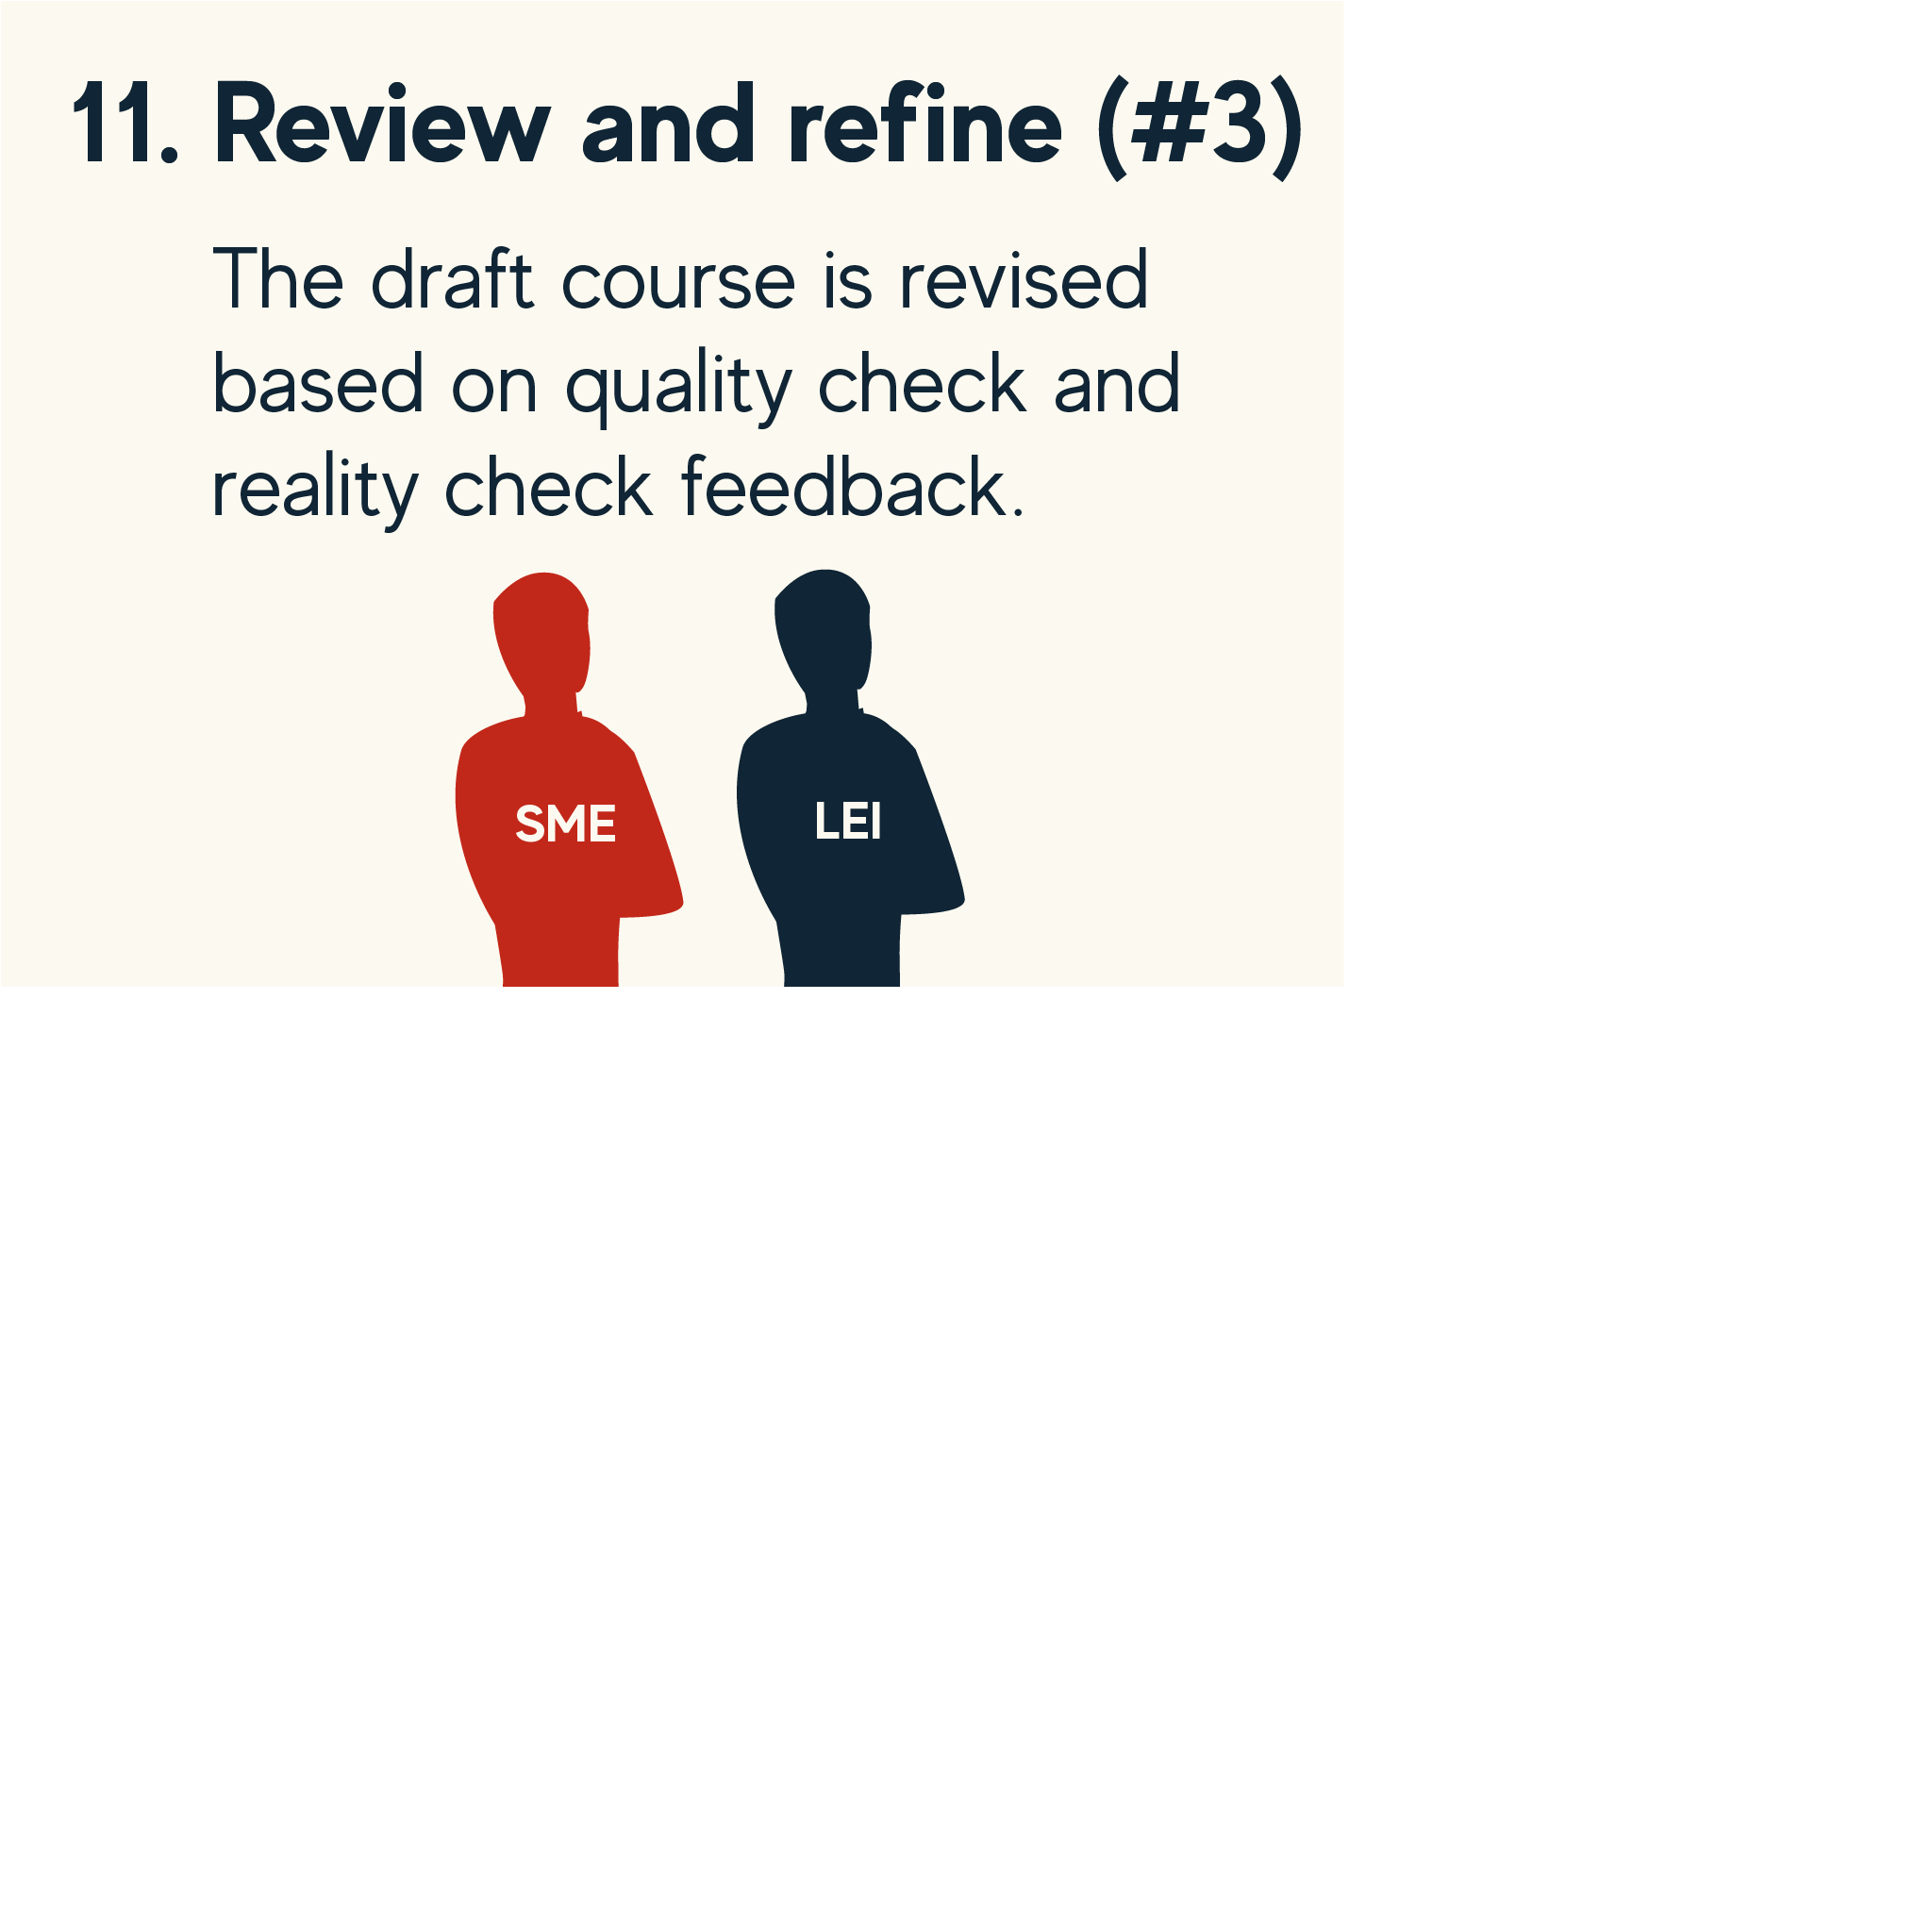 11. Review and refine (#3)
The draft course is revised
based on quality check and
reality check feedback.
SME
LEI